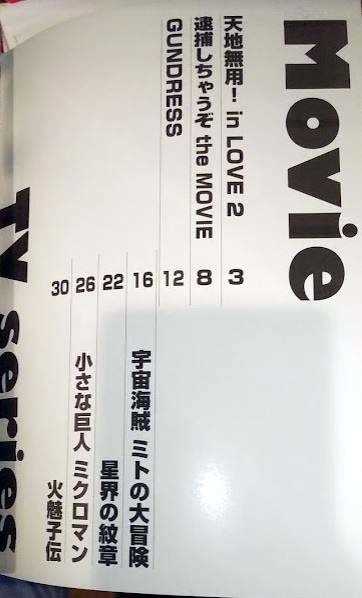 Movie
天地無用! in LOVE 2 3
逮捕しちゃうぞ the MOVIE 8
GUNDRESS 12
TV series
16 宇宙海賊 ミトの大冒険
22 星界の紋章
26 小さな巨人 ミクロマン
30 火魅子伝